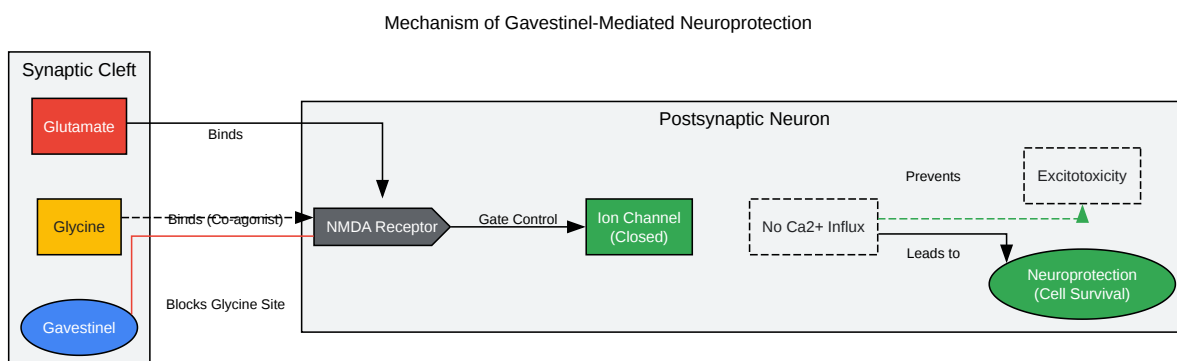 Mechanism of Gavestinel-Mediated Neuroprotection
Synaptic Cleft
Postsynaptic Neuron
Glutamate
Binds
Glycine
Binds (Co-agonist)
NMDA Receptor
Gate Control
Ion Channel
(Closed)
No Ca2+ Influx
Prevents
Excitotoxicity
Leads to
Neuroprotection
(Cell Survival)
Gavestinel
Blocks Glycine Site